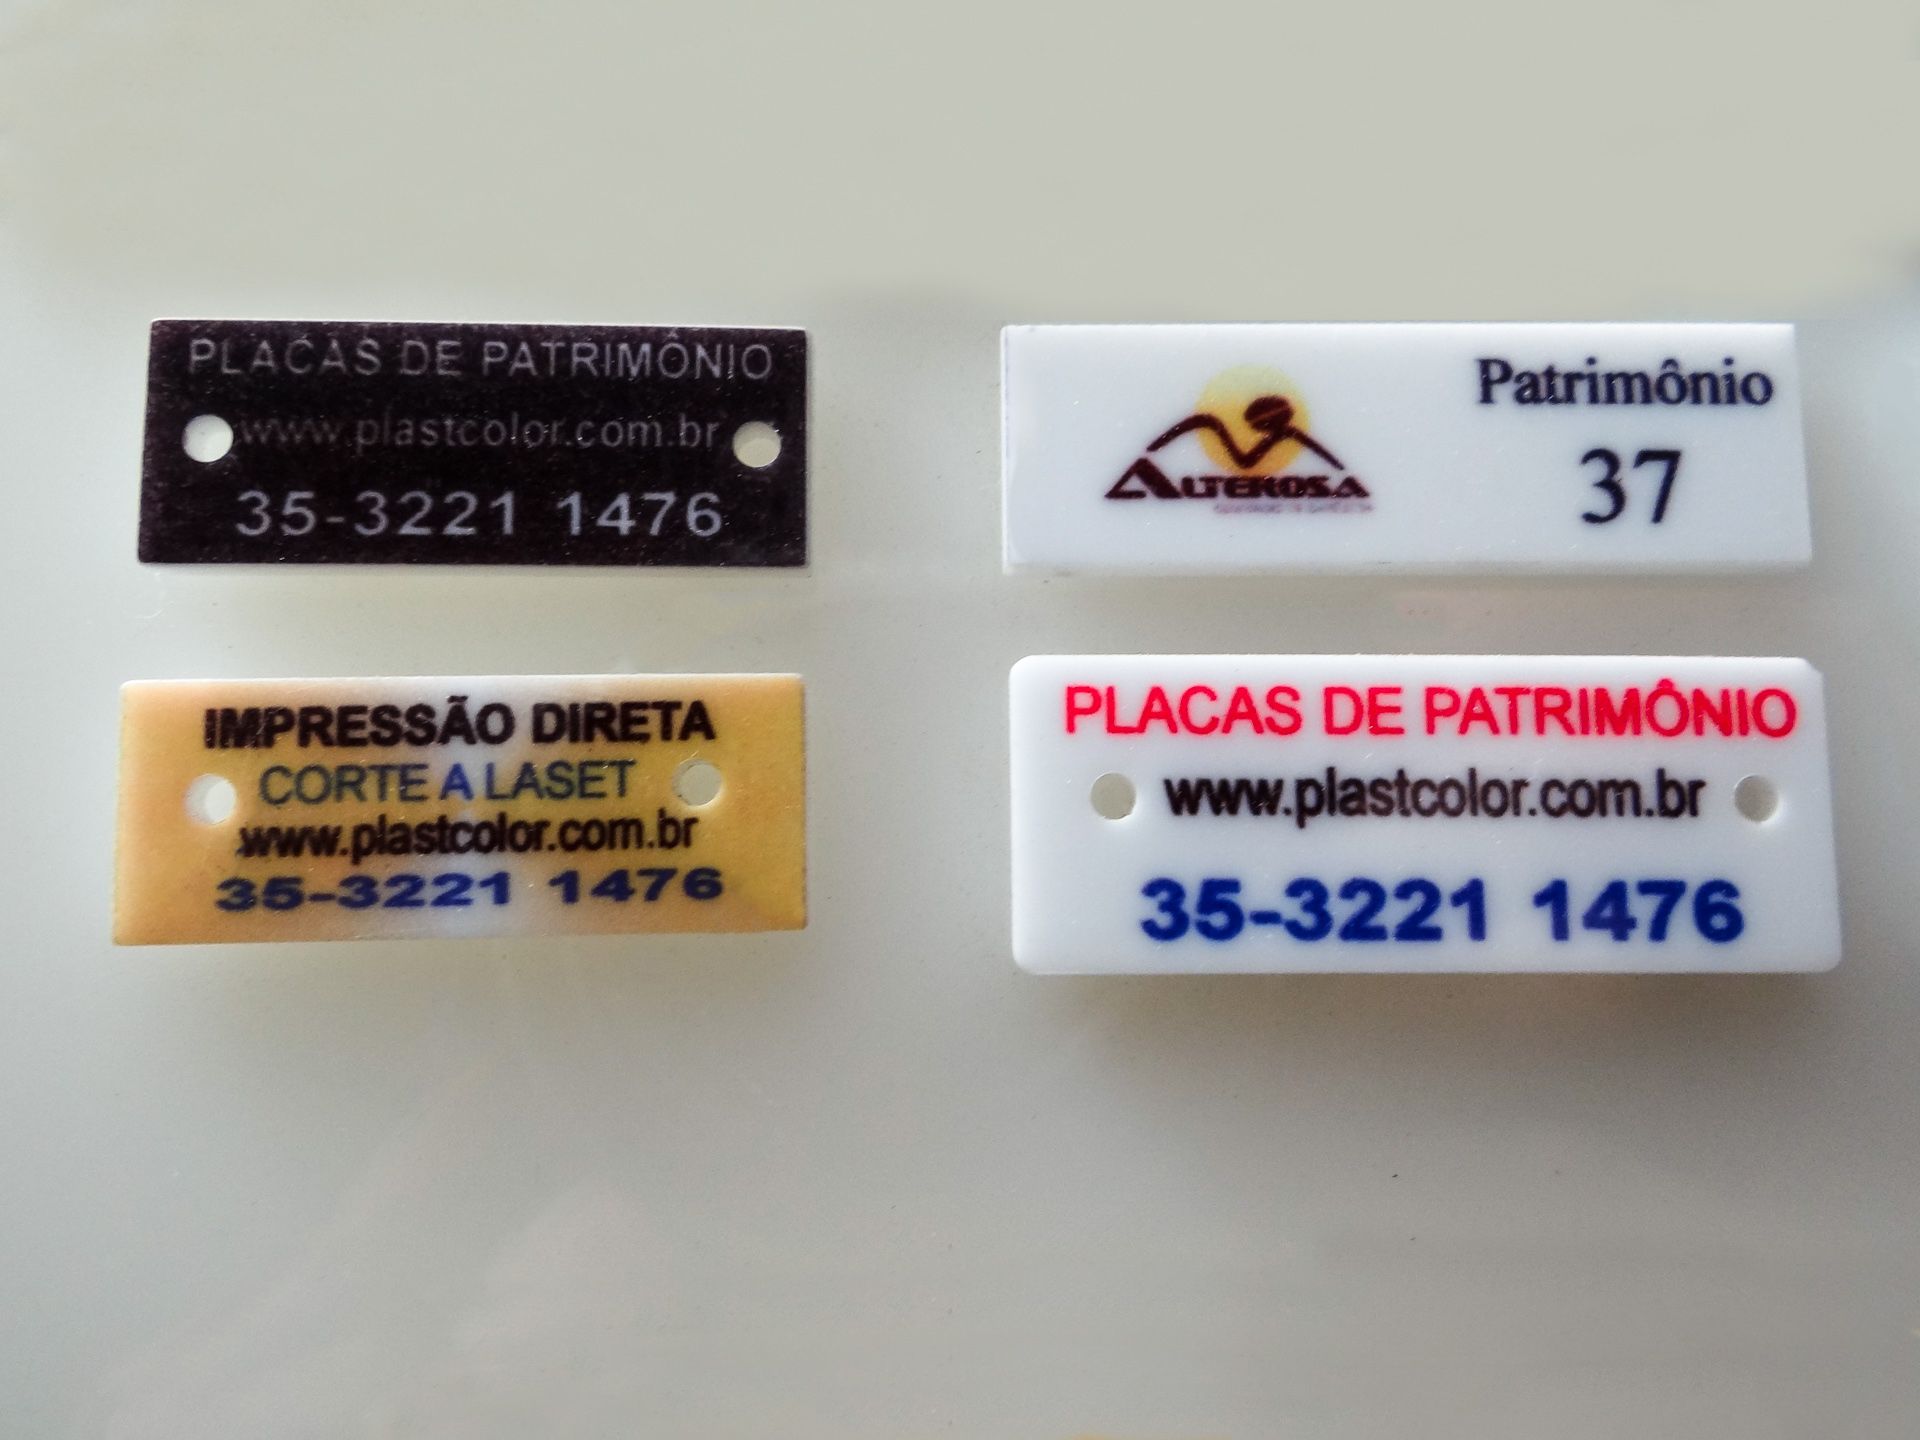 PLACAS DE PATRIMÔNIO
www.plastcolor.com.br
35-3221 1476
ALTEROSA
Patrimônio
37
IMPRESSÃO DIRETA
CORTE A LASET
www.plastcolor.com.br
35-3221 1476
PLACAS DE PATRIMÔNIO
www.plastcolor.com.br
35-3221 1476